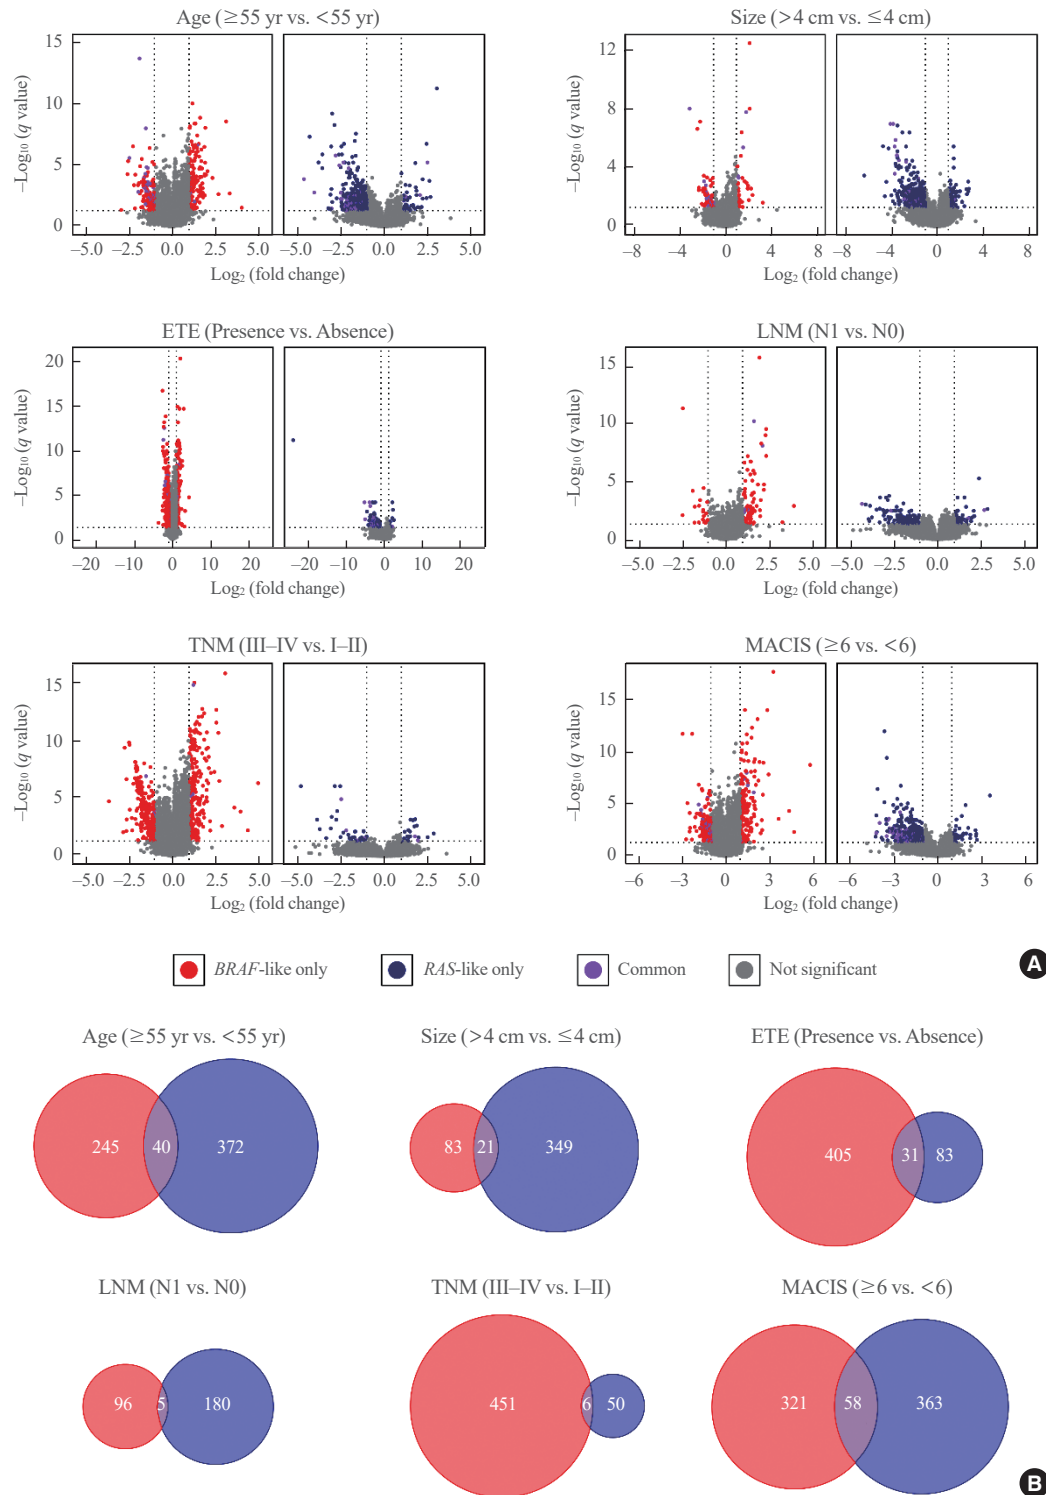 Age (≥55 yr vs. <55 yr)
Size (>4 cm vs. ≤4 cm)
–Log10 (q value)
15
10
5
0
–5.0 –2.5 0.0 2.5 5.0
–5.0 –2.5 0.0 2.5 5.0
Log2 (fold change)
–Log10 (q value)
12
8
4
0
–8 –4 0 4 8
–8 –4 0 4 8
Log2 (fold change)
ETE (Presence vs. Absence)
LNM (N1 vs. N0)
–Log10 (q value)
20
15
10
5
0
–20 –10 0 10 20
–20 –10 0 10 20
Log2 (fold change)
–Log10 (q value)
15
10
5
0
–5.0 –2.5 0.0 2.5 5.0
–5.0 –2.5 0.0 2.5 5.0
Log2 (fold change)
TNM (III–IV vs. I–II)
MACIS (≥6 vs. <6)
–Log10 (q value)
15
10
5
0
–5.0 –2.5 0.0 2.5 5.0
–5.0 –2.5 0.0 2.5 5.0
Log2 (fold change)
–Log10 (q value)
15
10
5
0
–6 –3 0 3 6
–6 –3 0 3 6
Log2 (fold change)
BRAF-like only
RAS-like only
Common
Not significant
A
Age (≥55 yr vs. <55 yr)
Size (>4 cm vs. ≤4 cm)
ETE (Presence vs. Absence)
245 40 372
83 21 349
405 31 83
LNM (N1 vs. N0)
TNM (III–IV vs. I–II)
MACIS (≥6 vs. <6)
96 5 180
451 6 50
321 58 363
B